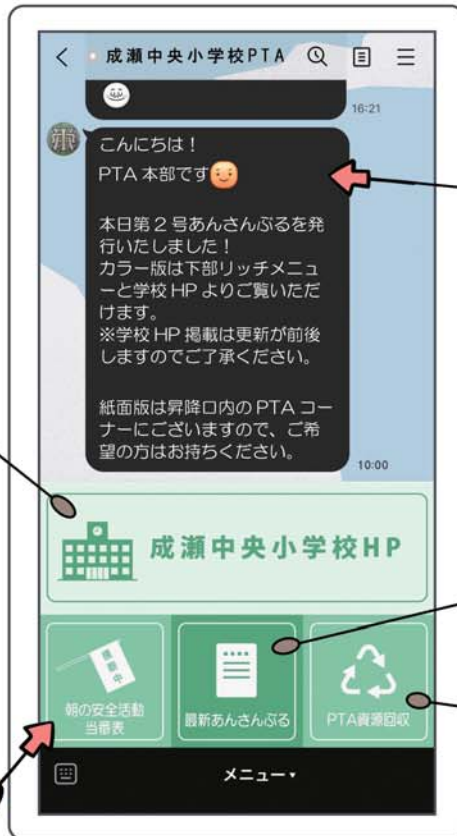 成瀬中央小学校PTA
16:21
こんにちは！
PTA 本部です
本日第２号あんさんぶるを発
行いたしました！
カラー版は下部リッチメニュ
ーと学校 HP よりご覧いただ
けます。
※学校 HP 掲載は更新が前後
しますのでご了承ください。
紙面版は昇降口内の PTA コー
ナーにございますので、ご希
望の方はお持ちください。
10:00
成瀬中央小学校HP
朝の安全活動
当番表
最新あんさんぶる
PTA資源回収
メニュー▾